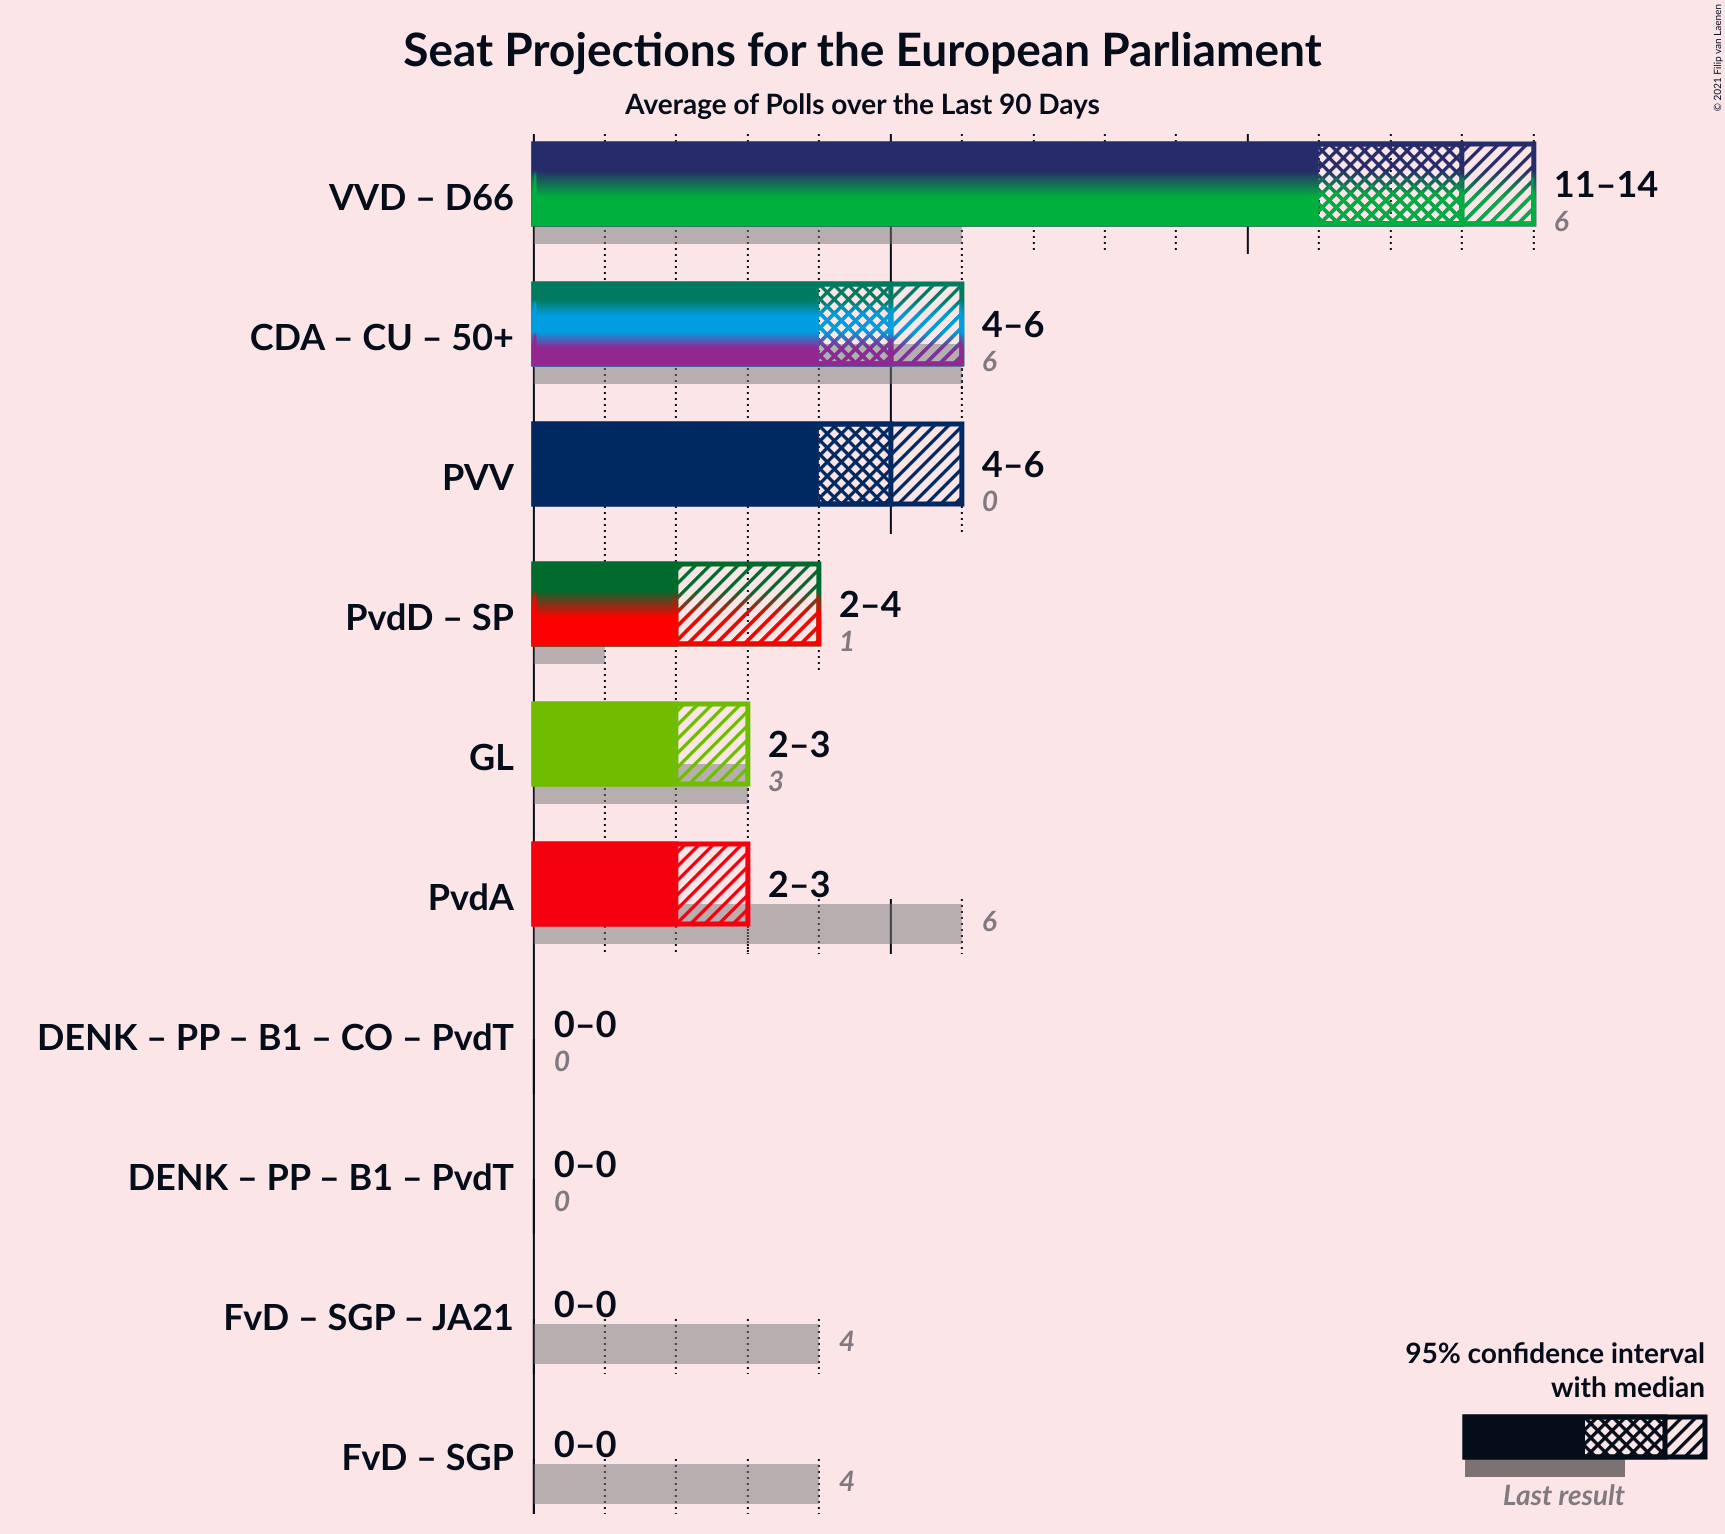 Seat Projections for the European Parliament
Average of Polls over the Last 90 Days
© 2021 Filip van Laenen
VVD – D66
11–14
6
CDA – CU – 50+
4–6
6
PVV
4–6
0
PvdD – SP
2–4
1
GL
2–3
3
PvdA
2–3
6
DENK – PP – B1 – CO – PvdT
0–0
0
DENK – PP – B1 – PvdT
0–0
0
FvD – SGP – JA21
0–0
4
FvD – SGP
0–0
4
95% confidence interval
with median
Last result